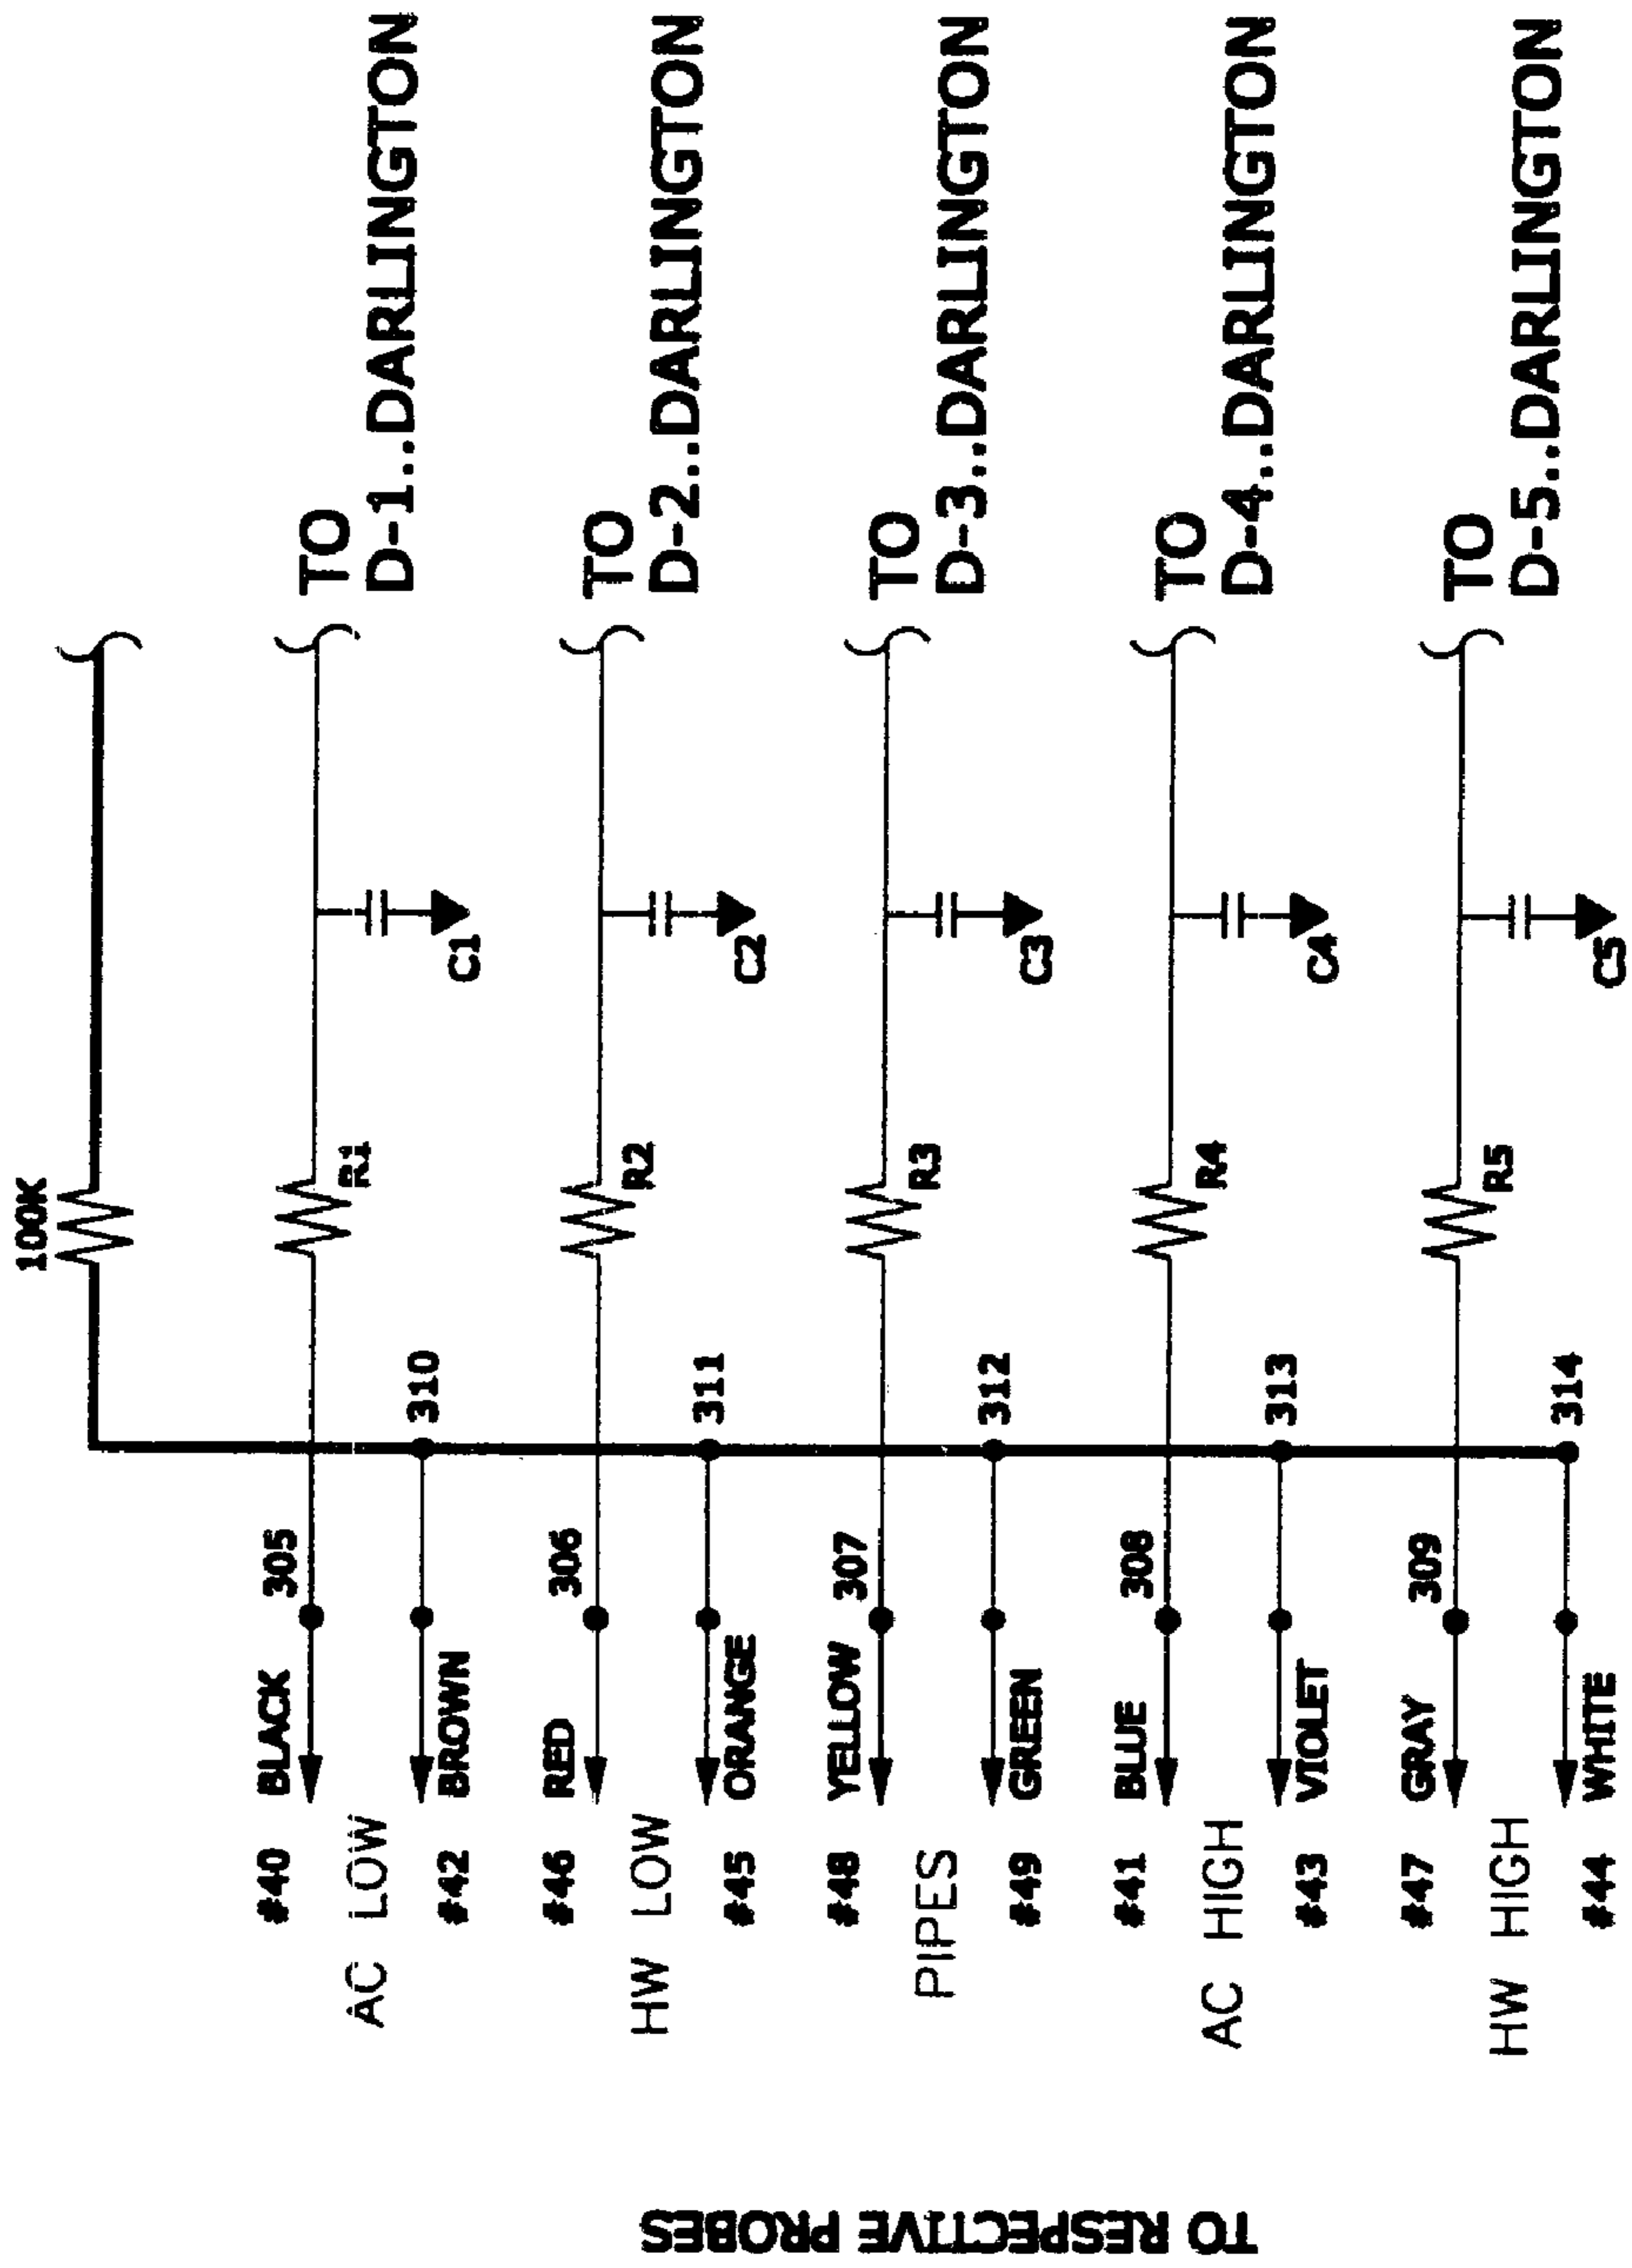 100K
#40 BLACK 305
R1
C1
TO
D-1..DARLINGTON
AC LOW
#42 BROWN
310
#46 RED 306
R2
C2
TO
D-2..DARLINGTON
HW LOW
#45 ORANGE
311
#48 YELLOW 307
R3
C3
TO
D-3..DARLINGTON
PIPES
#49 GREEN
312
#41 BLUE 308
R4
C4
TO
D-4..DARLINGTON
AC HIGH
#43 VIOLET
313
#47 GRAY 309
R5
C5
TO
D-5..DARLINGTON
HW HIGH
#44 WHITE
314
TO RESPECTIVE PROBES